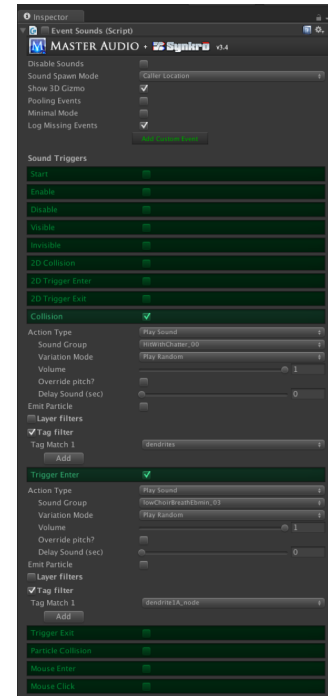 Inspector
Event Sounds (Script)
M MASTER AUDIO + Synkro v3.4
Disable Sounds
Sound Spawn Mode Caller Location
Show 3D Gizmo
Pooling Events
Minimal Mode
Log Missing Events
Add Custom Event
Sound Triggers
Start
Enable
Disable
Visible
Invisible
2D Collision
2D Trigger Enter
2D Trigger Exit
Collision
Action Type Play Sound
Sound Group HitWithChatter_00
Variation Mode Play Random
Volume 1
Override pitch?
Delay Sound (sec) 0
Emit Particle
Layer filters
Tag filter
Tag Match 1 dendrites
Add
Trigger Enter
Action Type Play Sound
Sound Group lowChoirBreathEbmin_03
Variation Mode Play Random
Volume 1
Override pitch?
Delay Sound (sec) 0
Emit Particle
Layer filters
Tag filter
Tag Match 1 dendrite1A_node
Add
Trigger Exit
Particle Collision
Mouse Enter
Mouse Click